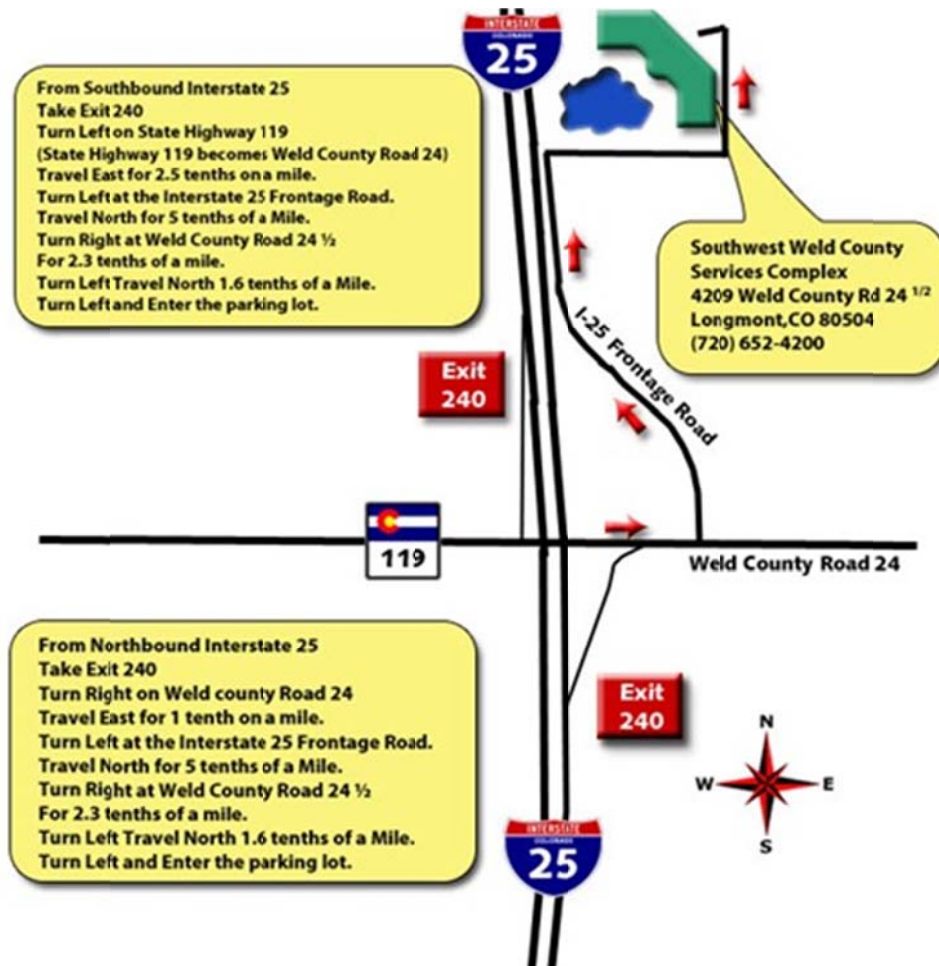 INTERSTATE
COLORADO
25
From Southbound Interstate 25
Take Exit 240
Turn Left on State Highway 119
(State Highway 119 becomes Weld County Road 24)
Travel East for 2.5 tenths on a mile.
Turn Left at the Interstate 25 Frontage Road.
Travel North for 5 tenths of a Mile.
Turn Right at Weld County Road 24 ½
For 2.3 tenths of a mile.
Turn Left Travel North 1.6 tenths of a Mile.
Turn Left and Enter the parking lot.
Southwest Weld County
Services Complex
4209 Weld County Rd 24 1/2
Longmont,CO 80504
(720) 652-4200
I-25 Frontage Road
Exit
240
119
Weld County Road 24
From Northbound Interstate 25
Take Exit 240
Turn Right on Weld county Road 24
Travel East for 1 tenth on a mile.
Turn Left at the Interstate 25 Frontage Road.
Travel North for 5 tenths of a Mile.
Turn Right at Weld County Road 24 ½
For 2.3 tenths of a mile.
Turn Left Travel North 1.6 tenths of a Mile.
Turn Left and Enter the parking lot.
Exit
240
N
W
E
S
INTERSTATE
COLORADO
25